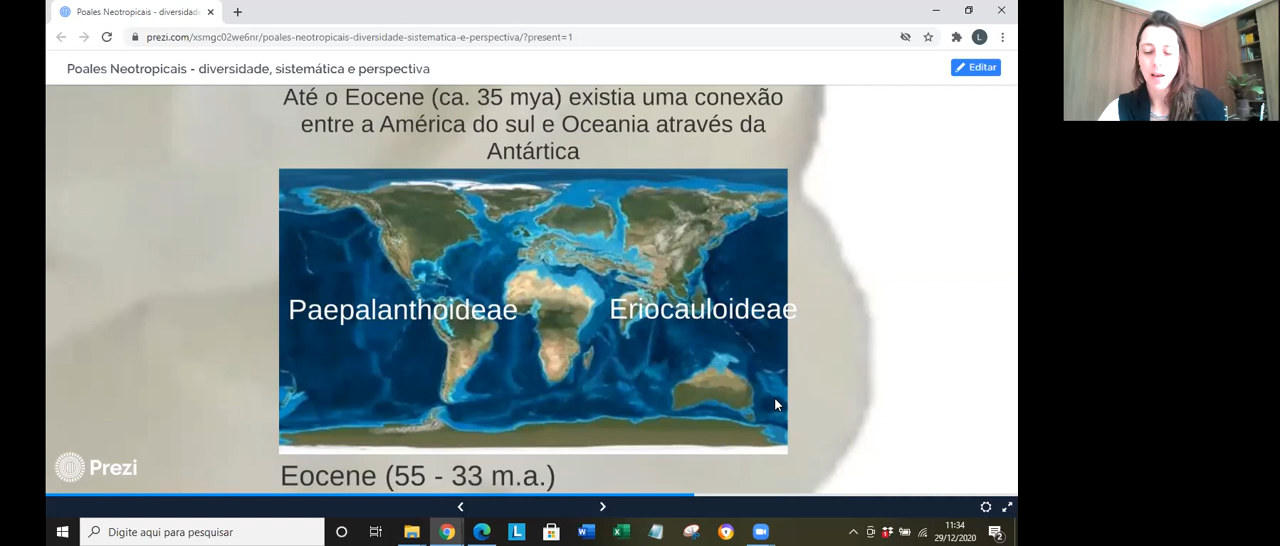 Poales Neotropicais - diversidade
prezi.com/xsmgc02we6nr/poales-neotropicais-diversidade-sistematica-e-perspectiva/?present=1
L
Poales Neotropicais - diversidade, sistemática e perspectiva
Editar
Até o Eocene (ca. 35 mya) existia uma conexão
entre a América do sul e Oceania através da
Antártica
Paepalanthoideae
Eriocauloideae
Prezi
Eocene (55 - 33 m.a.)
Digite aqui para pesquisar
L
W
X
11:34
29/12/2020
2